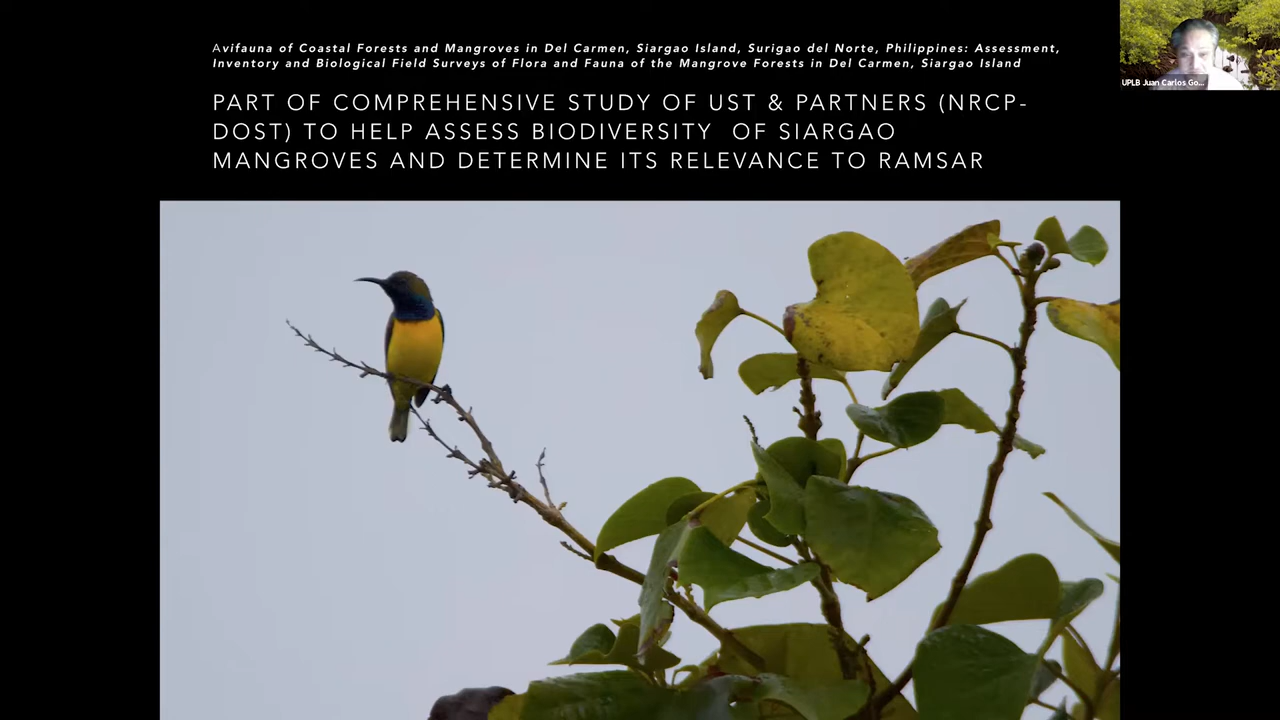 Avifauna of Coastal Forests and Mangroves in Del Carmen, Siargao Island, Surigao del Norte, Philippines: Assessment,
Inventory and Biological Field Surveys of Flora and Fauna of the Mangrove Forests in Del Carmen, Siargao Island
PART OF COMPREHENSIVE STUDY OF UST & PARTNERS (NRCP-
DOST) TO HELP ASSESS BIODIVERSITY OF SIARGAO
MANGROVES AND DETERMINE ITS RELEVANCE TO RAMSAR
UPLB Juan Carlos Go...